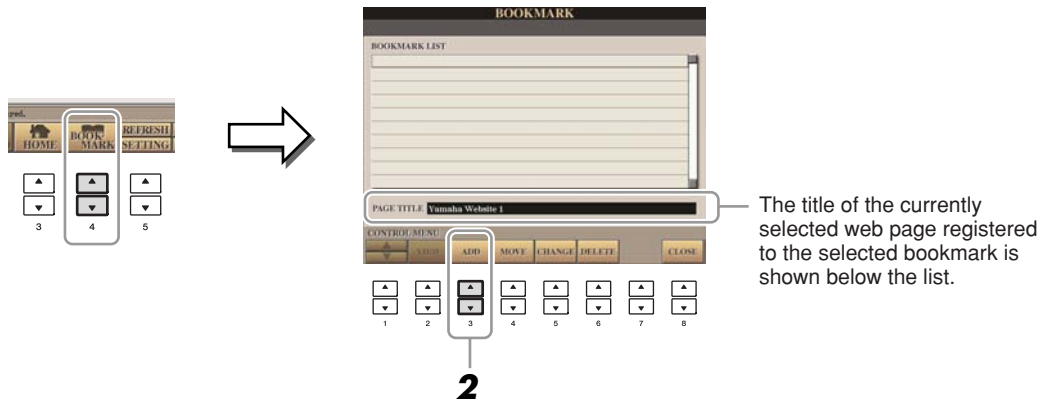 BOOKMARK
BOOKMARK LIST
red.
HOME
BOOK
MARK
REFRESH
SETTING
3
4
5
PAGE TITLE Yamaha Website 1
CONTROL MENU
VIEW ADD MOVE CHANGE DELETE CLOSE
1 2 3 4 5 6 7 8
2
The title of the currently
selected web page registered
to the selected bookmark is
shown below the list.